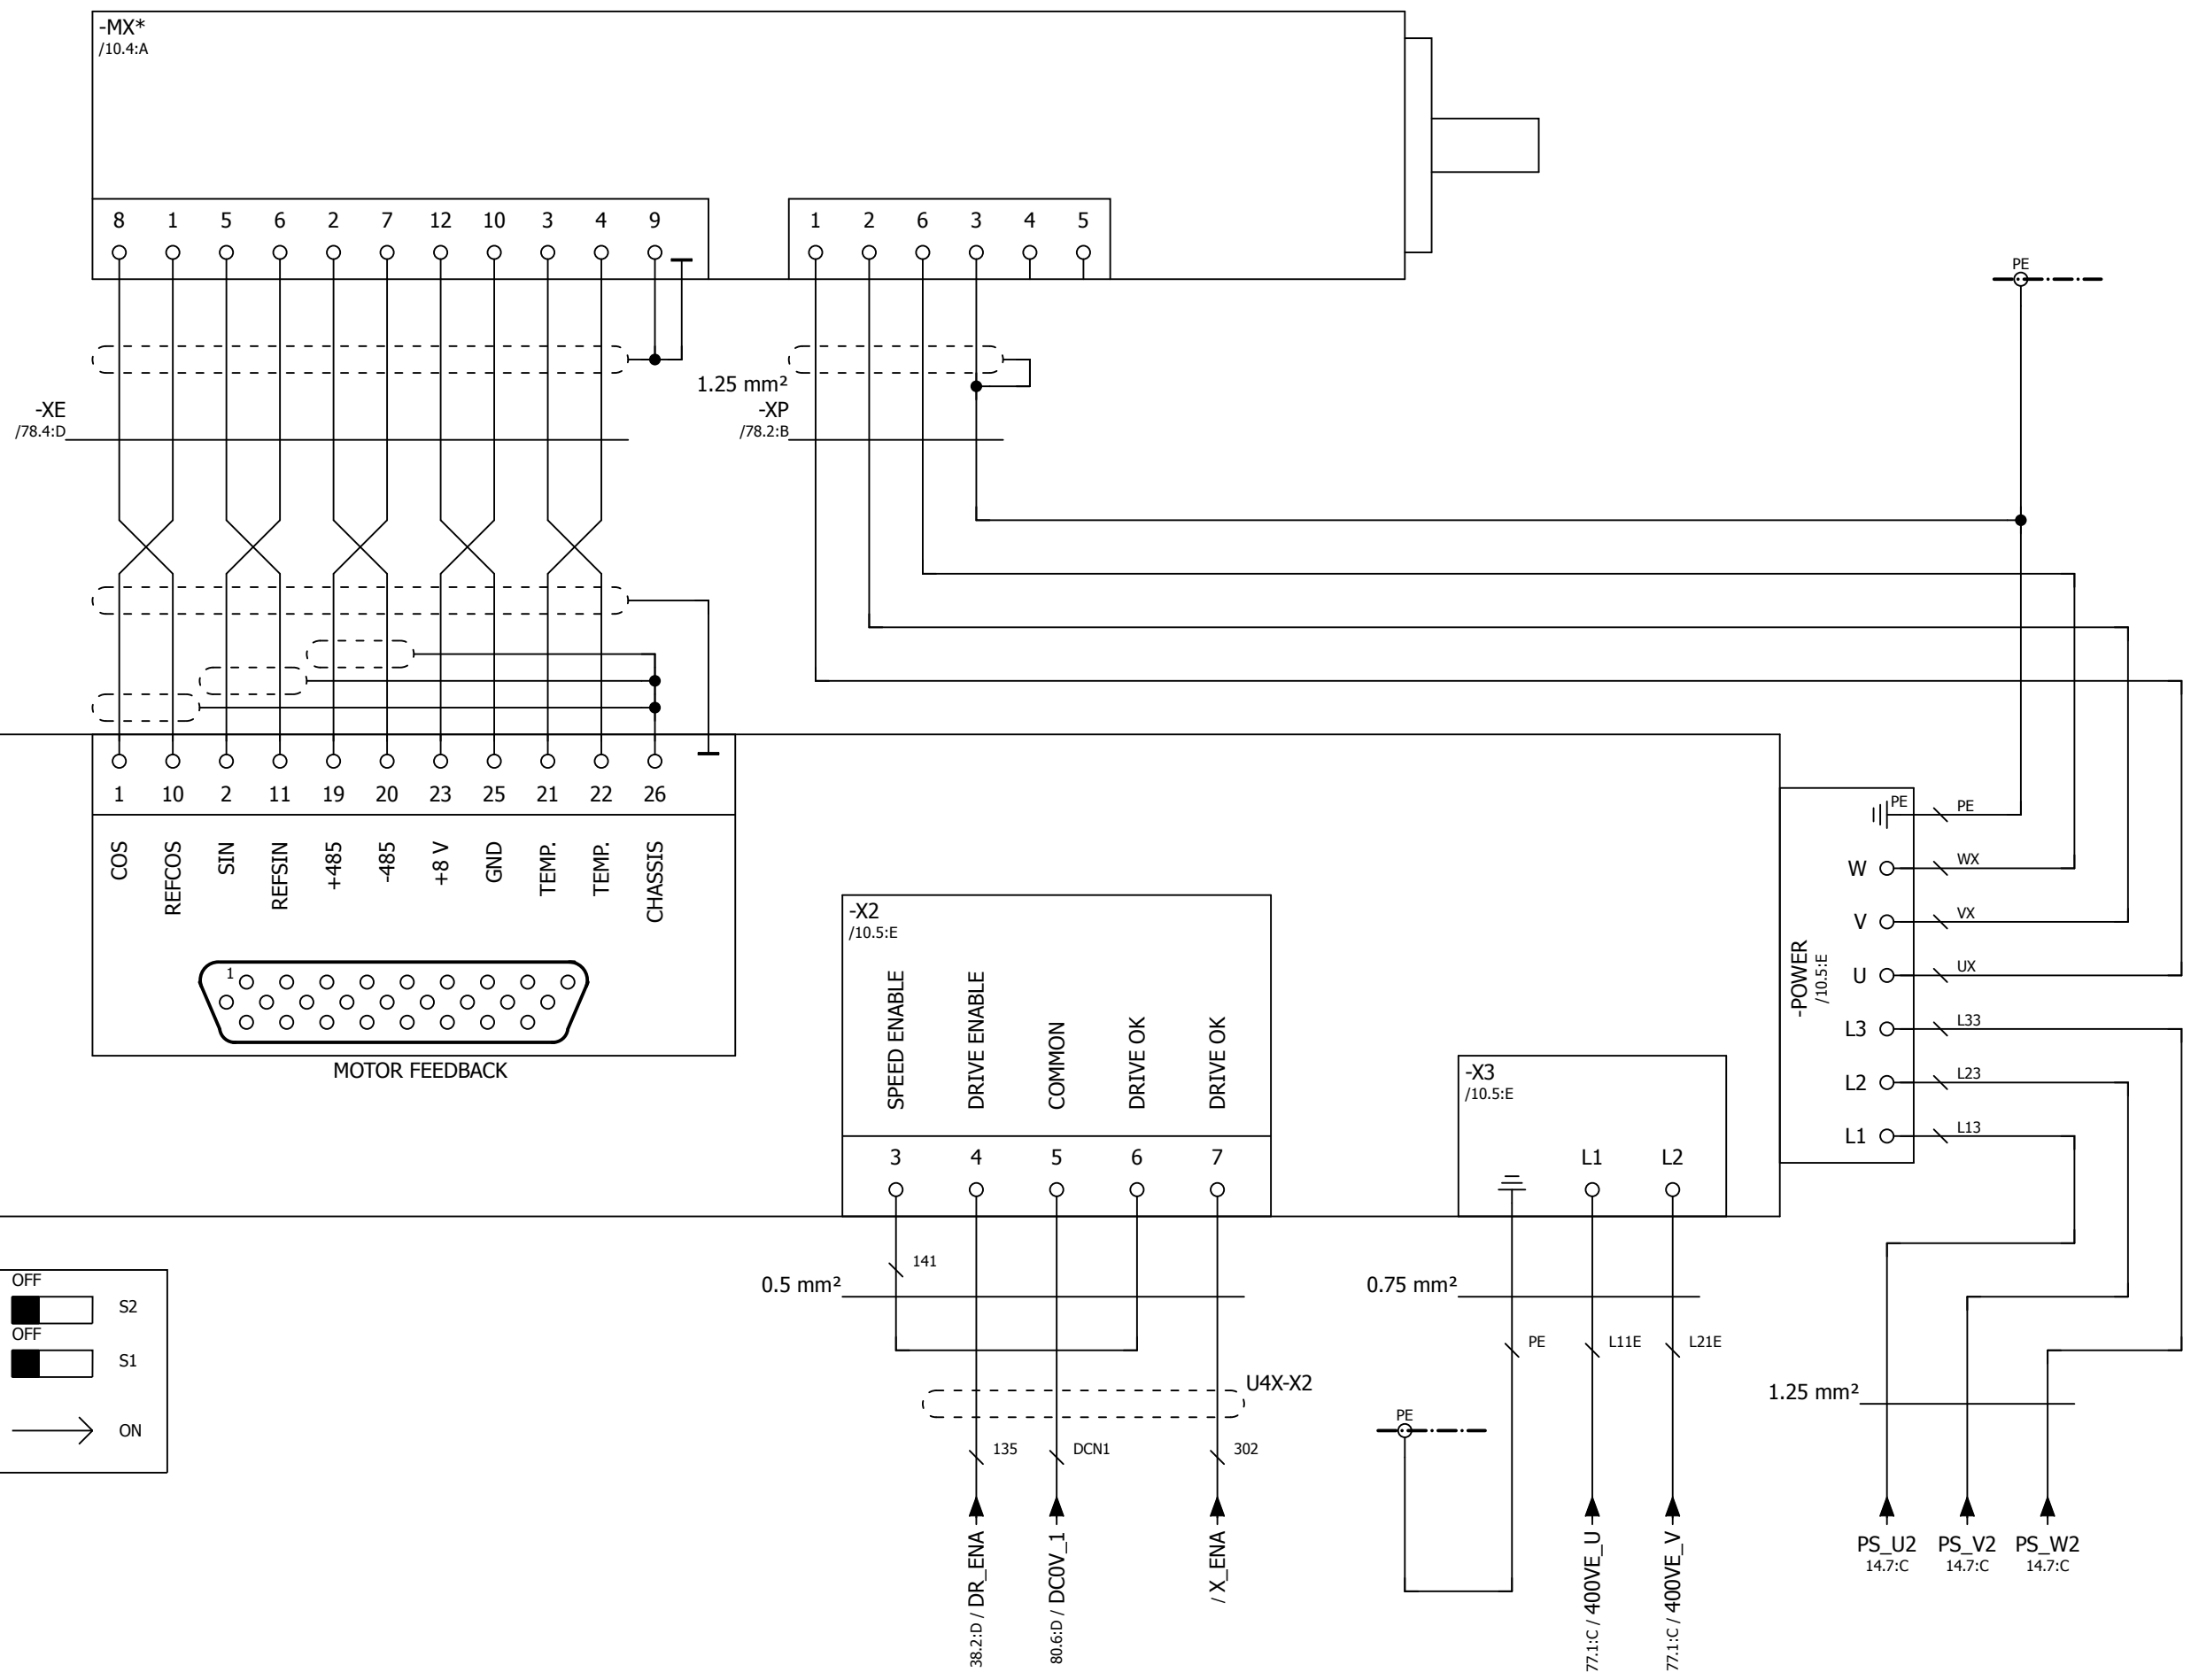 -MX*
/10.4:A
8 1 5 6 2 7 12 10 3 4 9
1 2 6 3 4 5
PE
1.25 mm²
-XE
/78.4:D
-XP
/78.2:B
1 10 2 11 19 20 23 25 21 22 26
COS
REFCOS
SIN
REFSIN
+485
-485
+8 V
GND
TEMP.
TEMP.
CHASSIS
1
MOTOR FEEDBACK
-X2
/10.5:E
SPEED ENABLE
DRIVE ENABLE
COMMON
DRIVE OK
DRIVE OK
3 4 5 6 7
-X3
/10.5:E
L1 L2
-POWER
/10.5:E
PE PE
W WX
V VX
U UX
L3 L33
L2 L23
L1 L13
141
0.5 mm²
0.75 mm²
PE
L11E
L21E
U4X-X2
1.25 mm²
PE
135
DCN1
302
38.2:D / DR_ENA
80.6:D / DC0V_1
/ X_ENA
77.1:C / 400VE_U
77.1:C / 400VE_V
PS_U2
14.7:C
PS_V2
14.7:C
PS_W2
14.7:C
OFF
S2
OFF
S1
ON